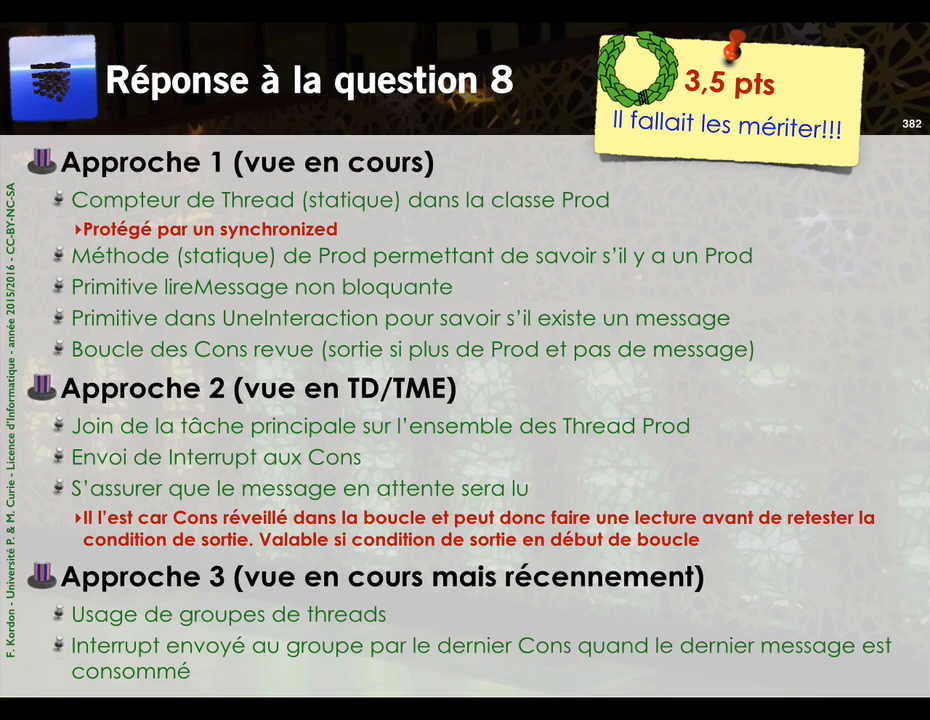 Réponse à la question 8
3,5 pts
Il fallait les mériter!!!
382
Approche 1 (vue en cours)
Compteur de Thread (statique) dans la classe Prod
Protégé par un synchronized
Méthode (statique) de Prod permettant de savoir s'il y a un Prod
Primitive lireMessage non bloquante
Primitive dans UneInteraction pour savoir s'il existe un message
Boucle des Cons revue (sortie si plus de Prod et pas de message)
Approche 2 (vue en TD/TME)
Join de la tâche principale sur l'ensemble des Thread Prod
Envoi de Interrupt aux Cons
S'assurer que le message en attente sera lu
Il l'est car Cons réveillé dans la boucle et peut donc faire une lecture avant de retester la
condition de sortie. Valable si condition de sortie en début de boucle
Approche 3 (vue en cours mais récennement)
Usage de groupes de threads
Interrupt envoyé au groupe par le dernier Cons quand le dernier message est
consommé
F. Kordon - Université P. & M. Curie - Licence d'Informatique - année 2015/2016 - CC-BY-NC-SA